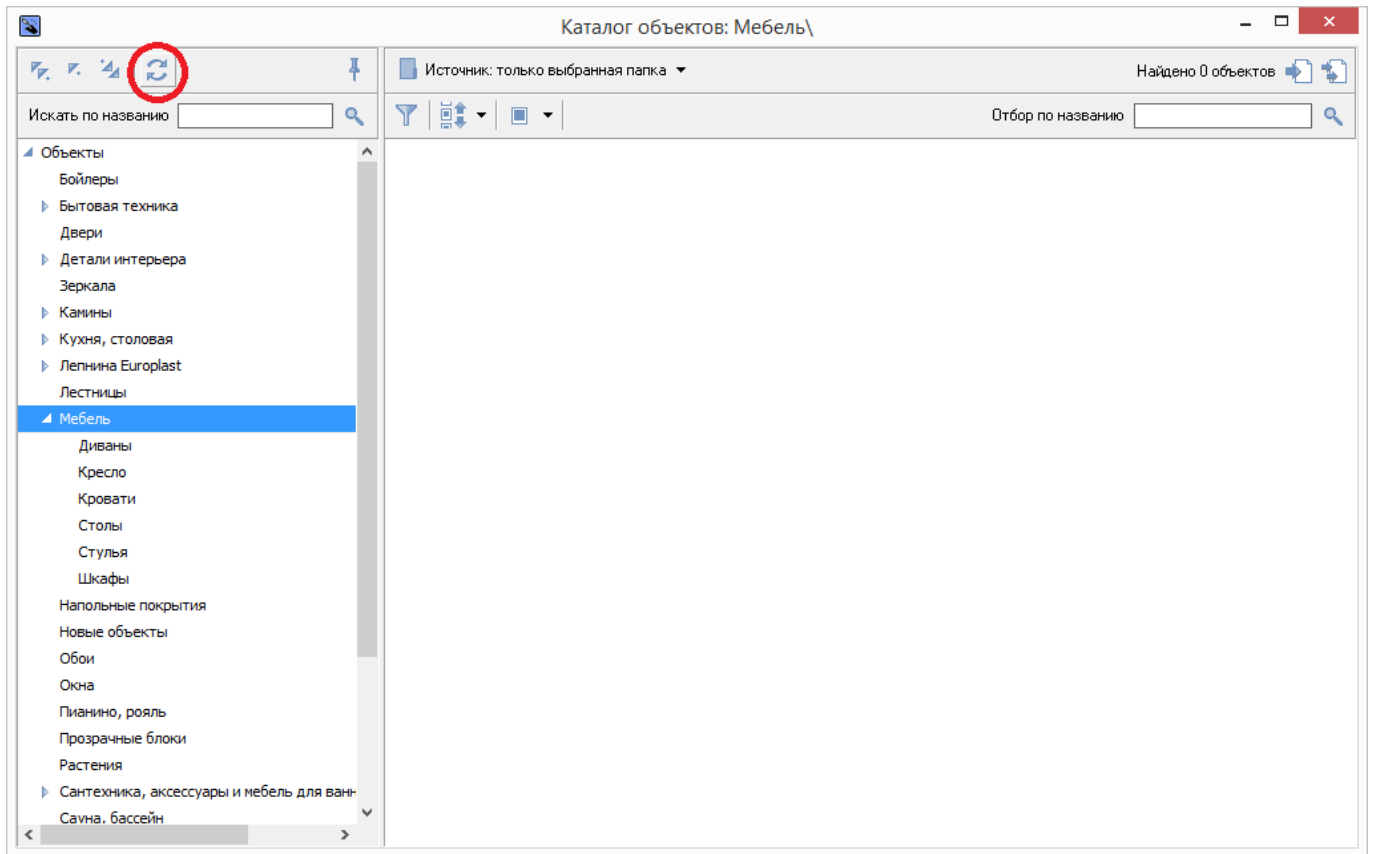 Каталог объектов: Мебель\
Источник: только выбранная папка
Найдено 0 объектов
Искать по названию
Отбор по названию
Объекты
Бойлеры
Бытовая техника
Двери
Детали интерьера
Зеркала
Камины
Кухня, столовая
Лепнина Europlast
Лестницы
Мебель
Диваны
Кресло
Кровати
Столы
Стулья
Шкафы
Напольные покрытия
Новые объекты
Обои
Окна
Пианино, рояль
Прозрачные блоки
Растения
Сантехника, аксессуары и мебель для ванн
Сауна, бассейн